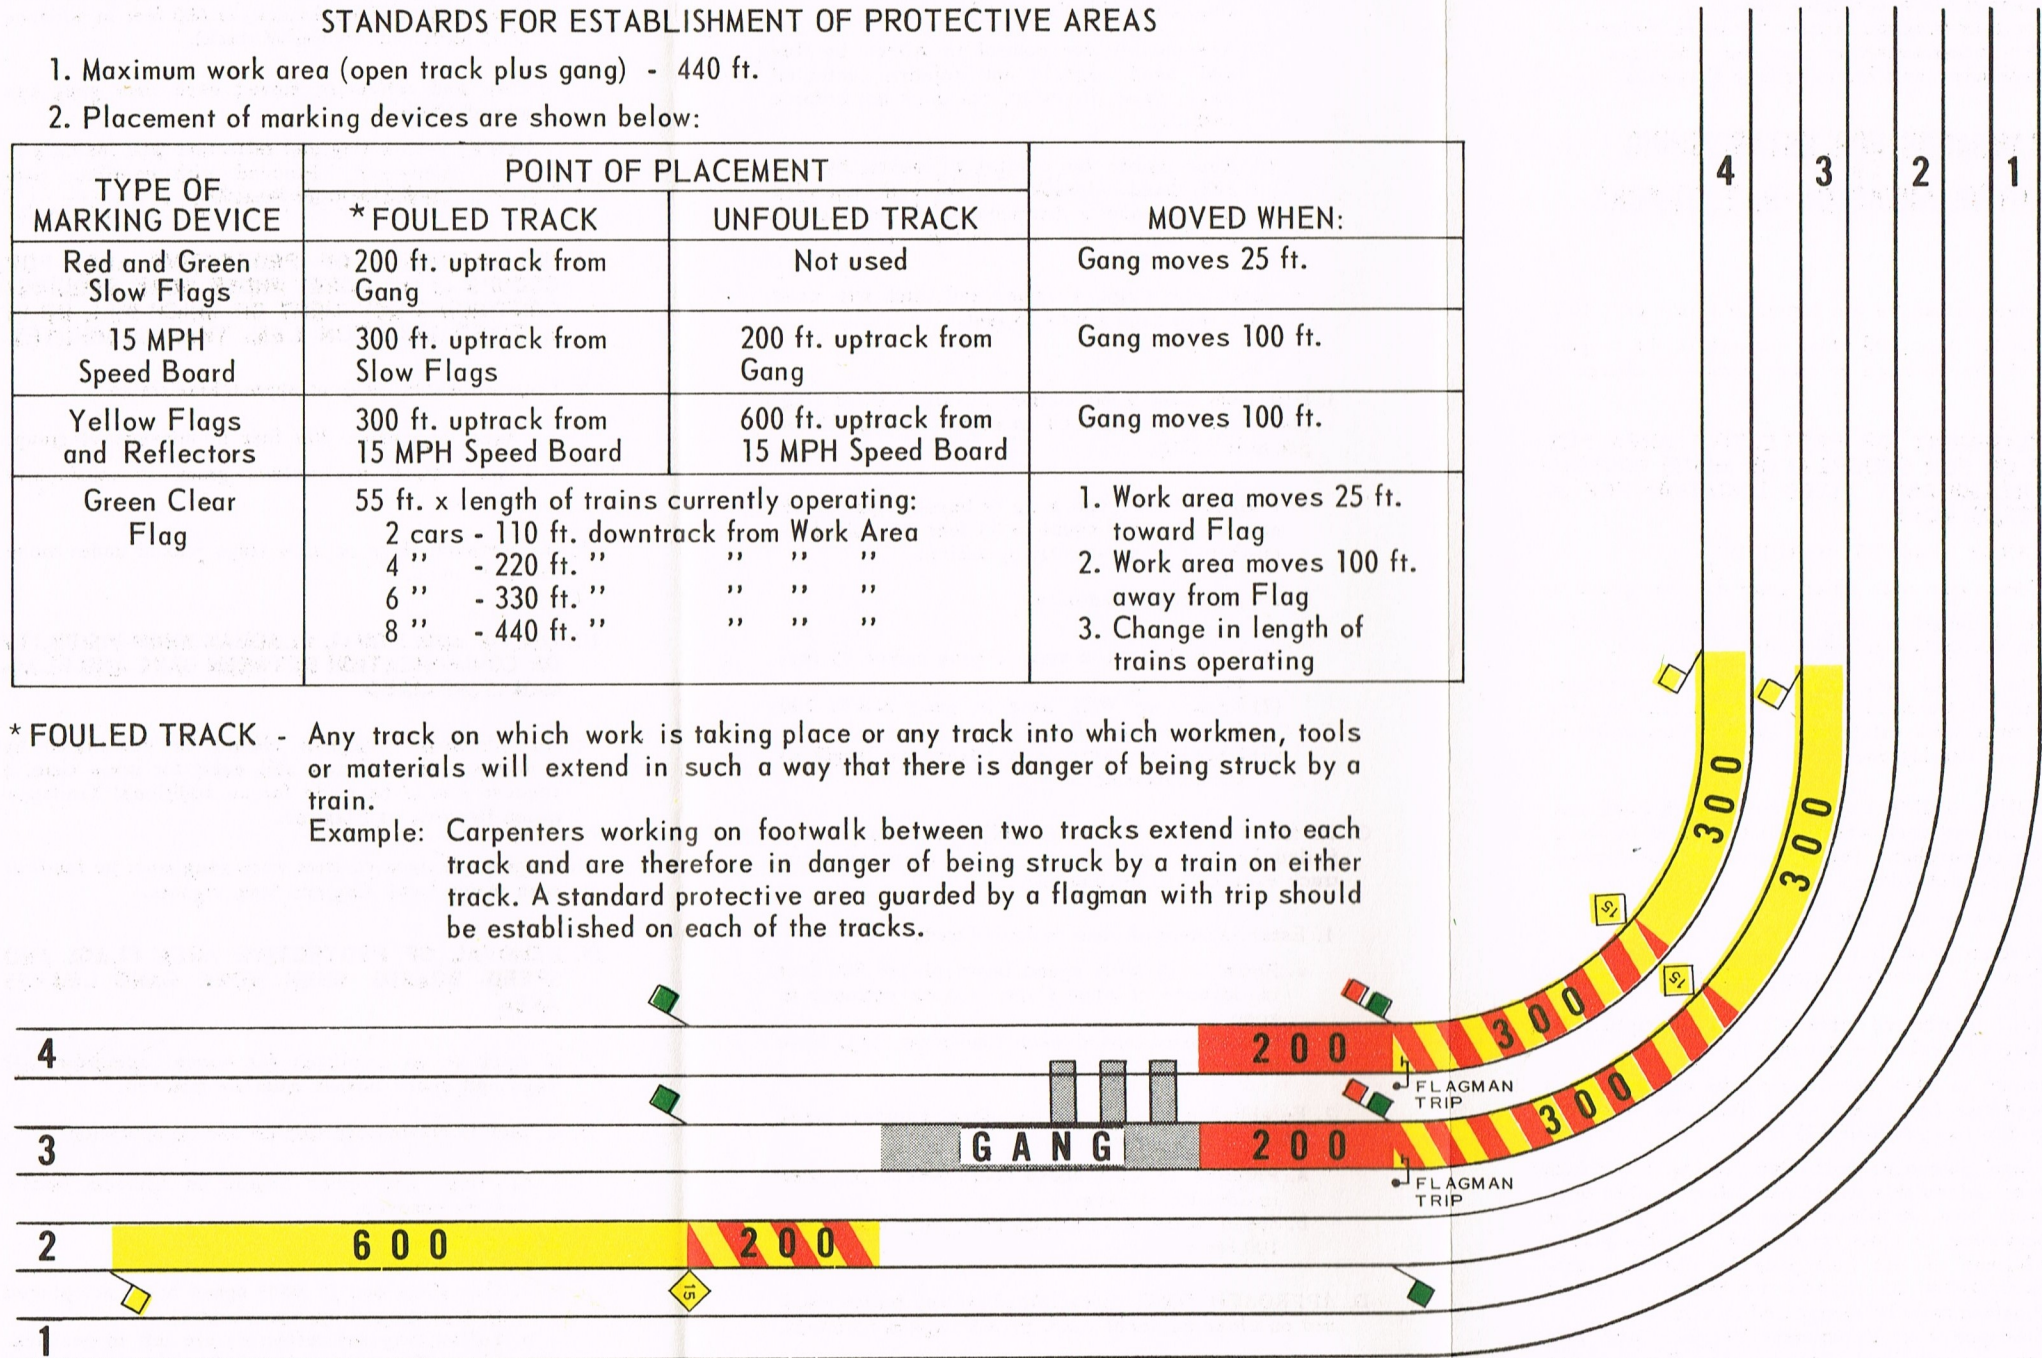 STANDARDS FOR ESTABLISHMENT OF PROTECTIVE AREAS
1. Maximum work area (open track plus gang) - 440 ft.
2. Placement of marking devices are shown below:
TYPE OF
MARKING DEVICE
POINT OF PLACEMENT
*FOULED TRACK
UNFOULED TRACK
MOVED WHEN:
Red and Green
Slow Flags
200 ft. uptrack from
Gang
Not used
Gang moves 25 ft.
15 MPH
Speed Board
300 ft. uptrack from
Slow Flags
200 ft. uptrack from
Gang
Gang moves 100 ft.
Yellow Flags
and Reflectors
300 ft. uptrack from
15 MPH Speed Board
600 ft. uptrack from
15 MPH Speed Board
Gang moves 100 ft.
Green Clear
Flag
55 ft. x length of trains currently operating:
2 cars - 110 ft. downtrack from Work Area
4 ,, - 220 ft. ,, ,, ,, ,,
6 ,, - 330 ft. ,, ,, ,, ,,
8 ,, - 440 ft. ,, ,, ,, ,,
1. Work area moves 25 ft.
toward Flag
2. Work area moves 100 ft.
away from Flag
3. Change in length of
trains operating
* FOULED TRACK - Any track on which work is taking place or any track into which workmen, tools
or materials will extend in such a way that there is danger of being struck by a
train.
Example: Carpenters working on footwalk between two tracks extend into each
track and are therefore in danger of being struck by a train on either
track. A standard protective area guarded by a flagman with trip should
be established on each of the tracks.
4 3 2 1
300
300
15
15
4
200
300
FLAGMAN
TRIP
3
GANG
200
300
FLAGMAN
TRIP
2
600
200
15
1